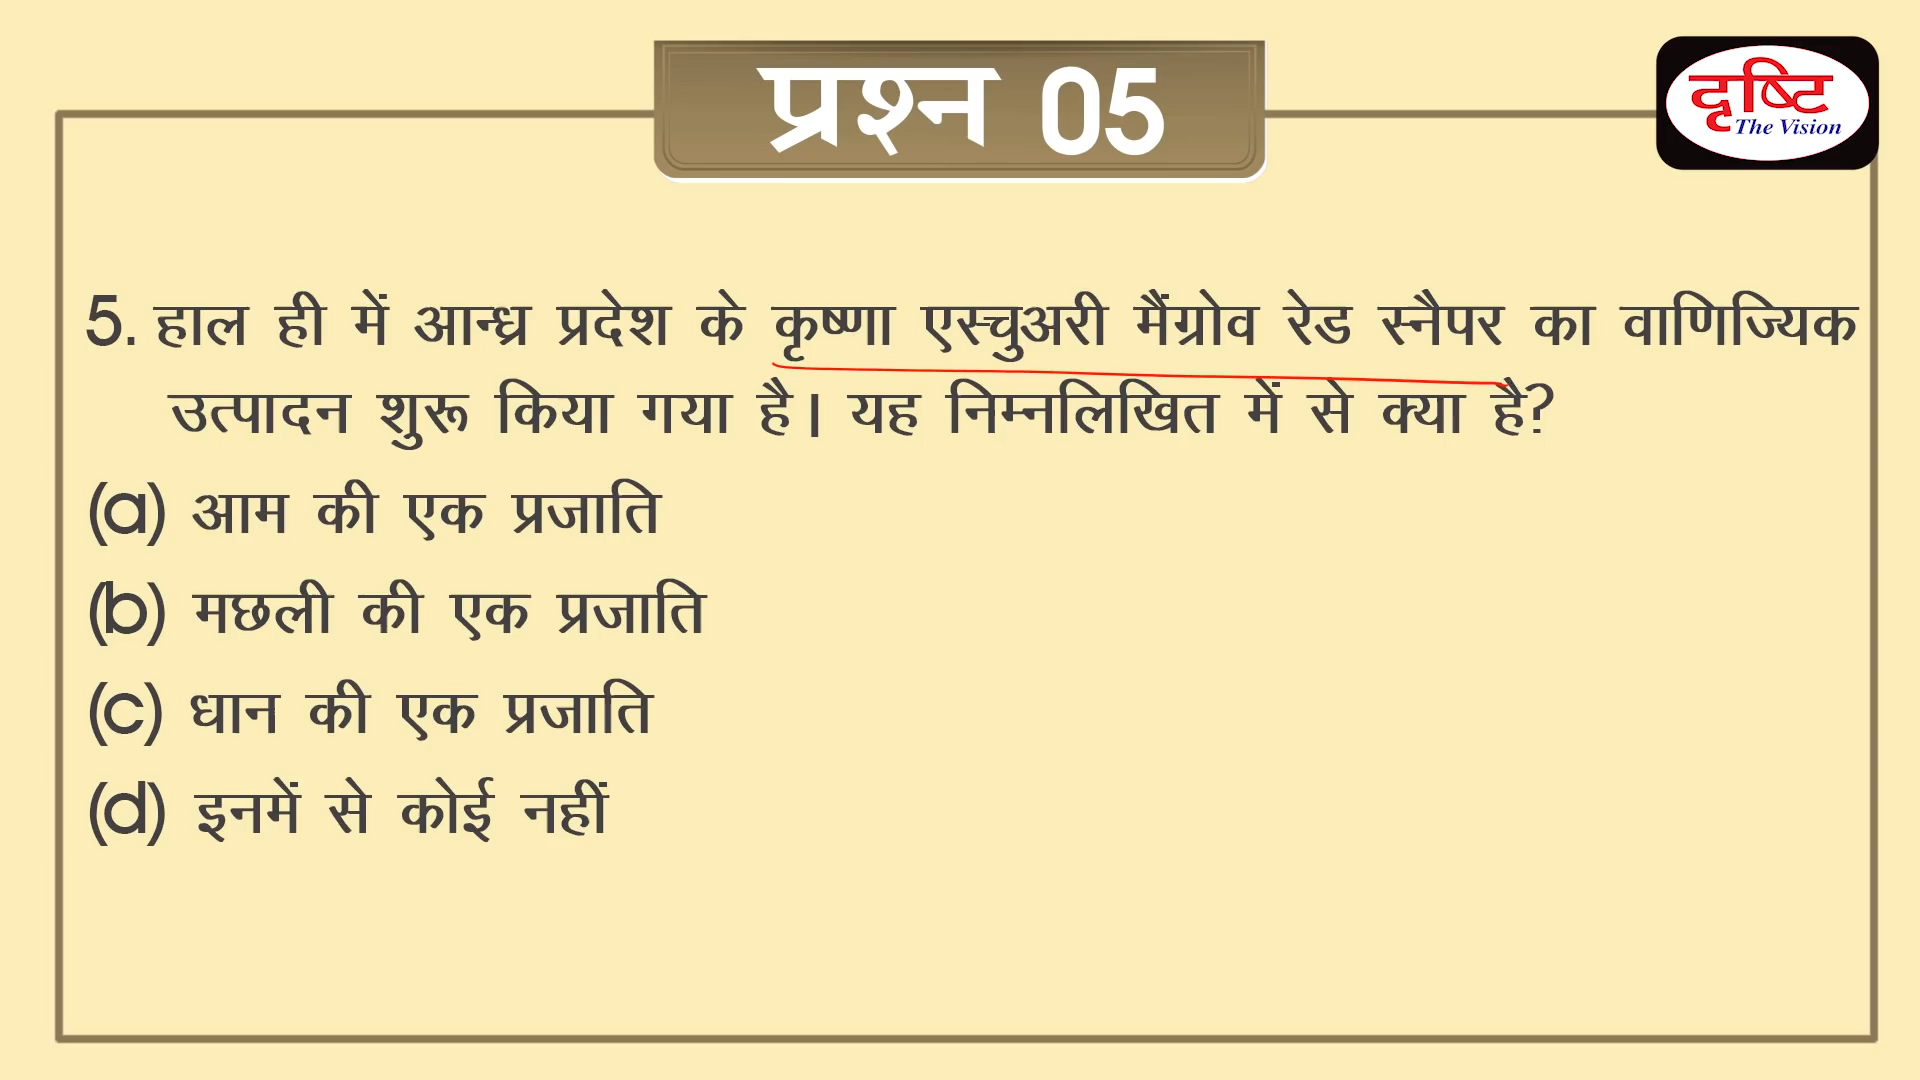 प्रश्न 05
दृष्टि
The Vision
5. हाल ही में आन्ध्र प्रदेश के कृष्णा एस्चुअरी मैंग्रोव रेड स्नैपर का वाणिज्यिक
उत्पादन शुरू किया गया है। यह निम्नलिखित में से क्या है?
(a) आम की एक प्रजाति
(b) मछली की एक प्रजाति
(c) धान की एक प्रजाति
(d) इनमें से कोई नहीं